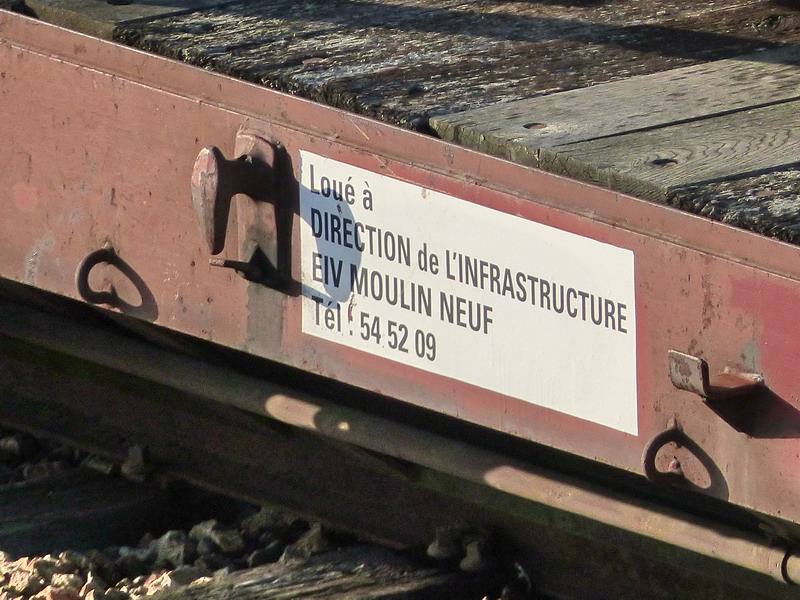 Loué à
DIRECTION de L'INFRASTRUCTURE
EIV MOULIN NEUF
Tél : 54 52 09